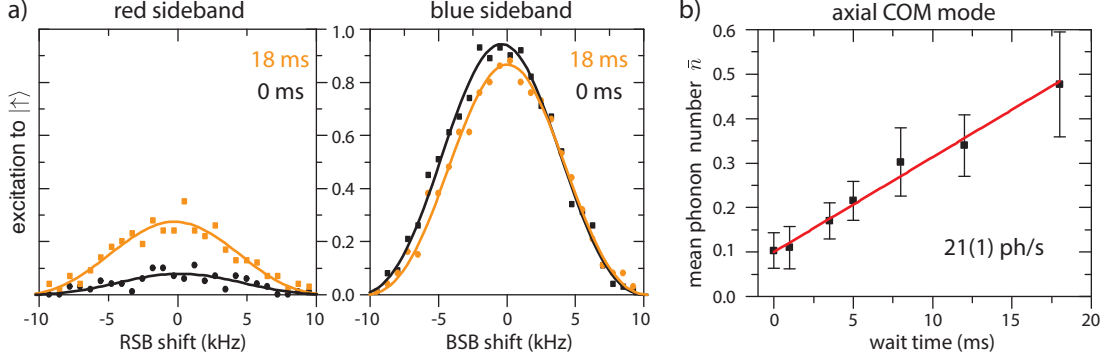 a)
red sideband
blue sideband
18 ms
0 ms
18 ms
0 ms
excitation to |↑⟩
1.0
0.8
0.6
0.4
0.2
0.0
-10 -5 0 5 10
-10 -5 0 5 10
RSB shift (kHz)
BSB shift (kHz)
b)
axial COM mode
mean phonon number n̄
0.6
0.5
0.4
0.3
0.2
0.1
0.0
21(1) ph/s
0 5 10 15 20
wait time (ms)